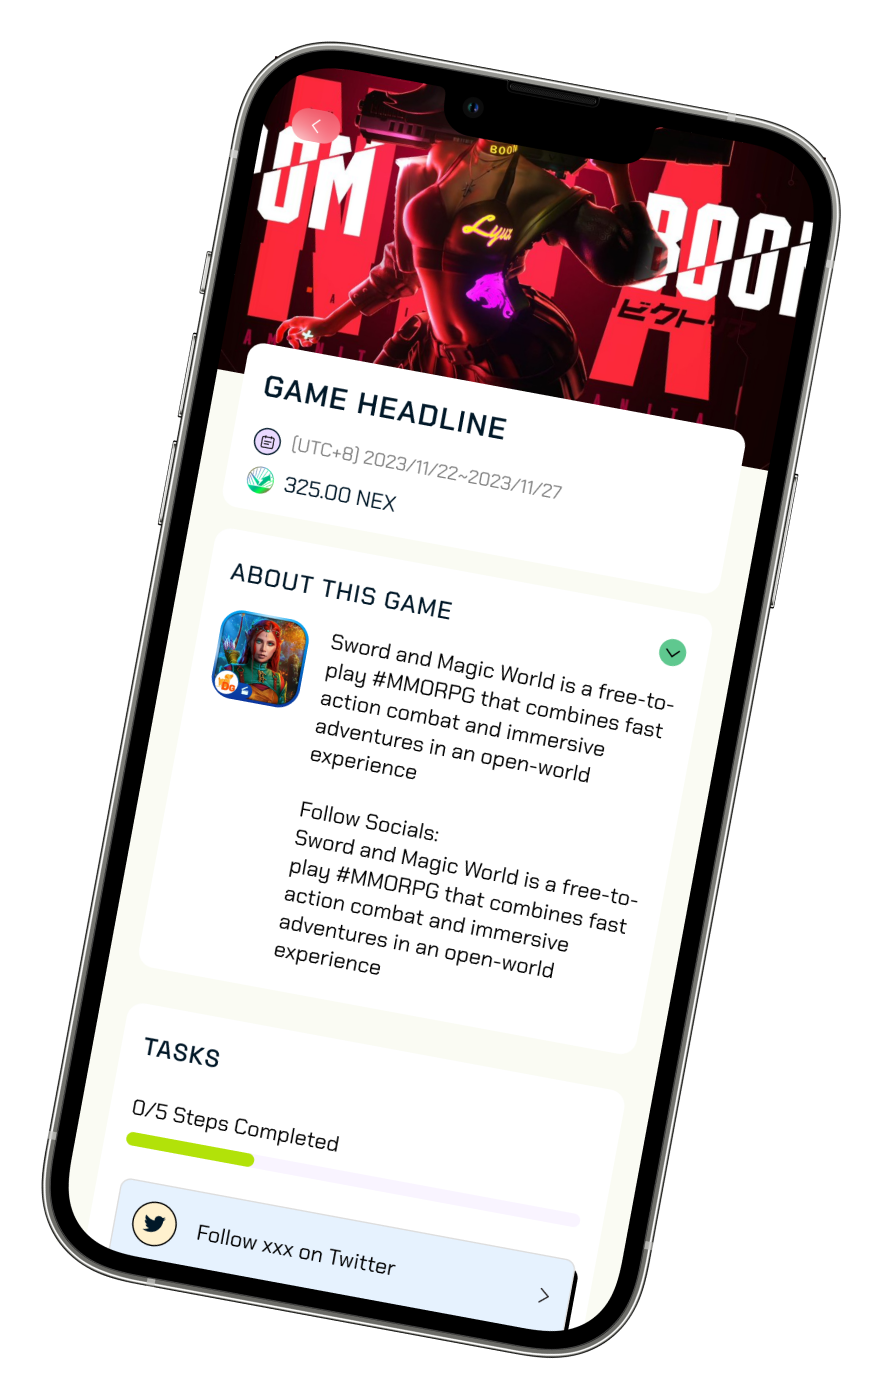 BOOM
OM
Lyux
BOO
ビクト
GAME HEADLINE
(UTC+8) 2023/11/22~2023/11/27
325.00 NEX
ABOUT THIS GAME
DG
Sword and Magic World is a free-to-
play #MMORPG that combines fast
action combat and immersive
adventures in an open-world
experience
Follow Socials:
Sword and Magic World is a free-to-
play #MMORPG that combines fast
action combat and immersive
adventures in an open-world
experience
TASKS
0/5 Steps Completed
Follow xxx on Twitter